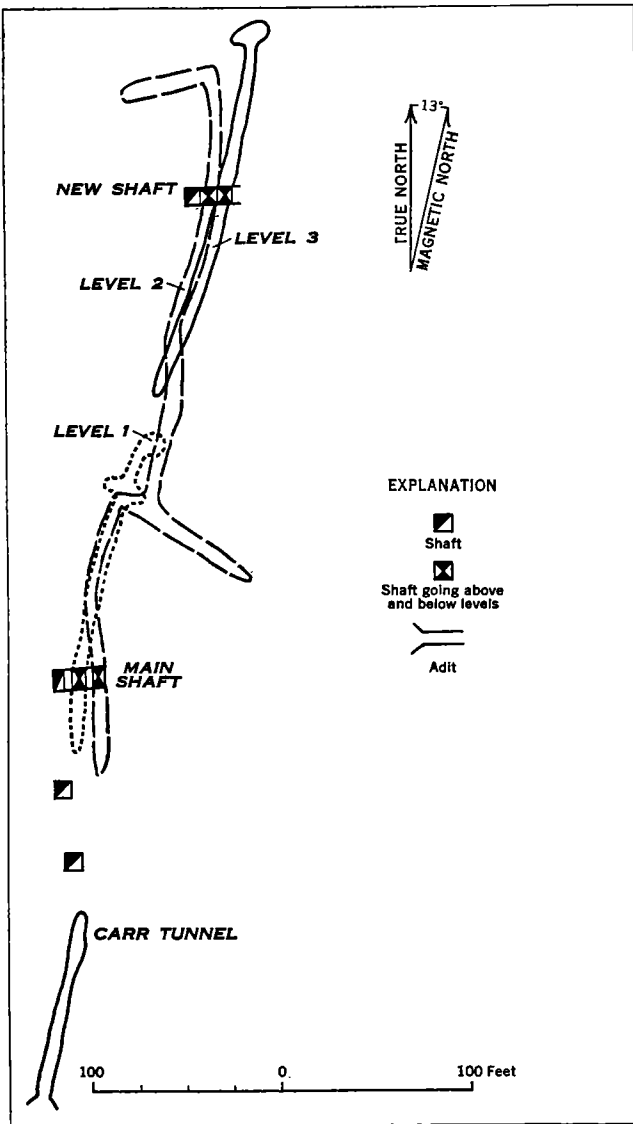 13°
TRUE NORTH
MAGNETIC NORTH
NEW SHAFT
LEVEL 3
LEVEL 2
LEVEL 1
EXPLANATION
Shaft
Shaft going above
and below levels
Adit
MAIN
SHAFT
CARR TUNNEL
100 0 100 Feet